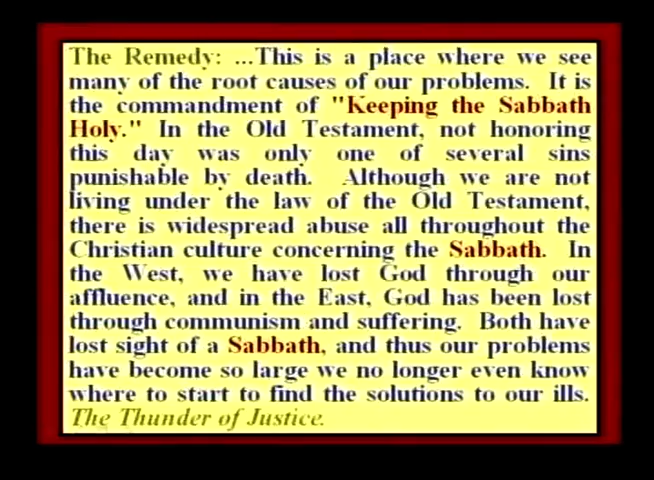 The Remedy: ...This is a place where we see
many of the root causes of our problems. It is
the commandment of "Keeping the Sabbath
Holy." In the Old Testament, not honoring
this day was only one of several sins
punishable by death. Although we are not
living under the law of the Old Testament,
there is widespread abuse all throughout the
Christian culture concerning the Sabbath. In
the West, we have lost God through our
affluence, and in the East, God has been lost
through communism and suffering. Both have
lost sight of a Sabbath, and thus our problems
have become so large we no longer even know
where to start to find the solutions to our ills.
The Thunder of Justice.